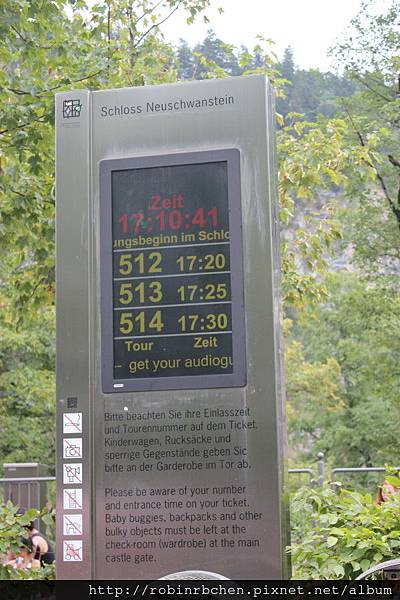 Schloss Neuschwanstein
Zeit
17:10:41
ungsbeginn im Schlo
512 17:20
513 17:25
514 17:30
Tour Zeit
– get your audiogu
Bitte beachten Sie ihre Einlasszeit
und Tourennummer auf dem Ticket.
Kinderwagen, Rucksäcke und
sperrige Gegenstände geben Sie
bitte an der Garderobe im Tor ab.
Please be aware of your number
and entrance time on your ticket.
Baby buggies, backpacks and other
bulky objects must be left at the
check-room (wardrobe) at the main
castle gate.
http://robinrbchen.pixnet.net/album